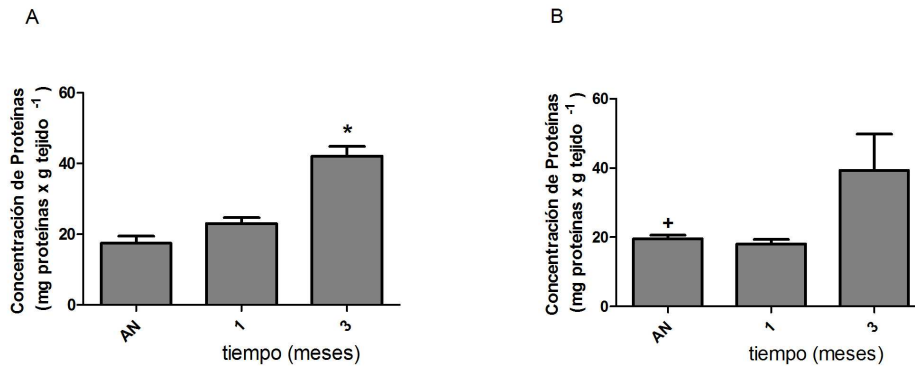 A
Concentración de Proteínas
(mg proteínas x g tejido -1 )
60
40
20
0
*
AN
1
3
tiempo (meses)
B
Concentración de Proteínas
(mg proteínas x g tejido -1 )
60
40
20
0
+
AN
1
3
tiempo (meses)